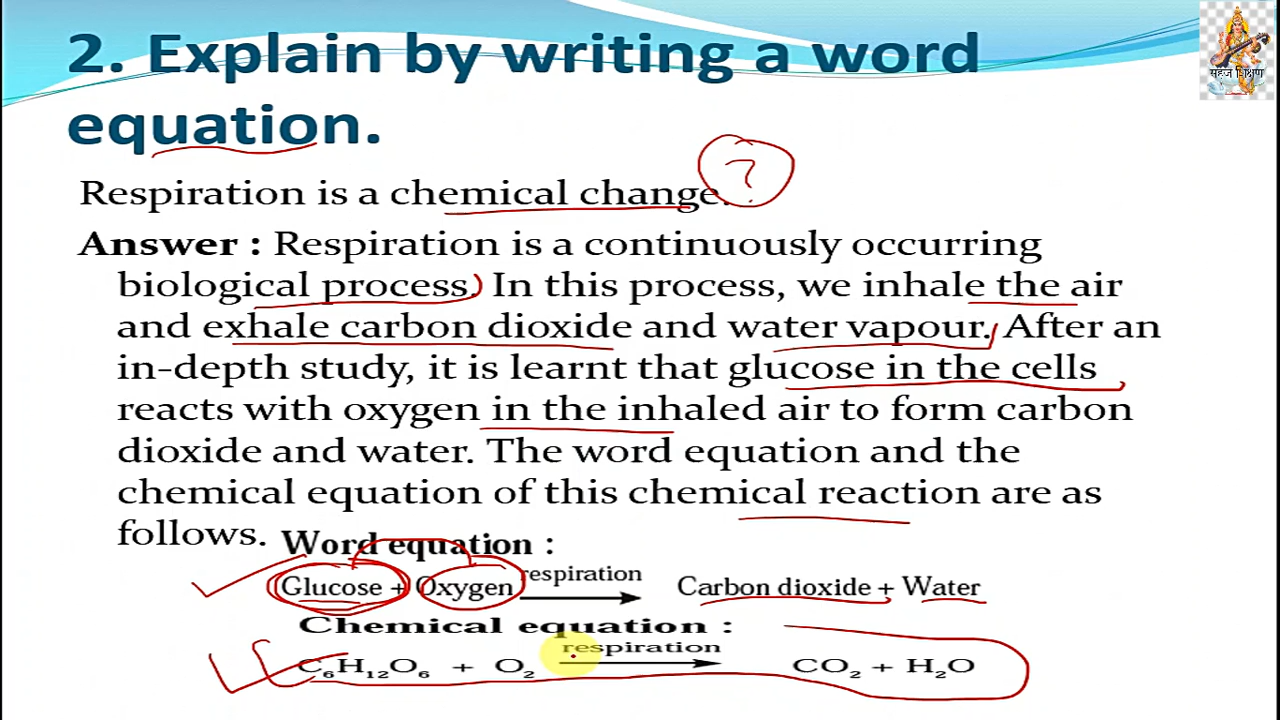 2. Explain by writing a word
equation.
सहज शिक्षण
Respiration is a chemical change.
?
Answer : Respiration is a continuously occurring
biological process. In this process, we inhale the air
and exhale carbon dioxide and water vapour. After an
in-depth study, it is learnt that glucose in the cells
reacts with oxygen in the inhaled air to form carbon
dioxide and water. The word equation and the
chemical equation of this chemical reaction are as
follows.
Word equation :
Glucose + Oxygen respiration Carbon dioxide + Water
Chemical equation :
C₆H₁₂O₆ + O₂ respiration CO₂ + H₂O